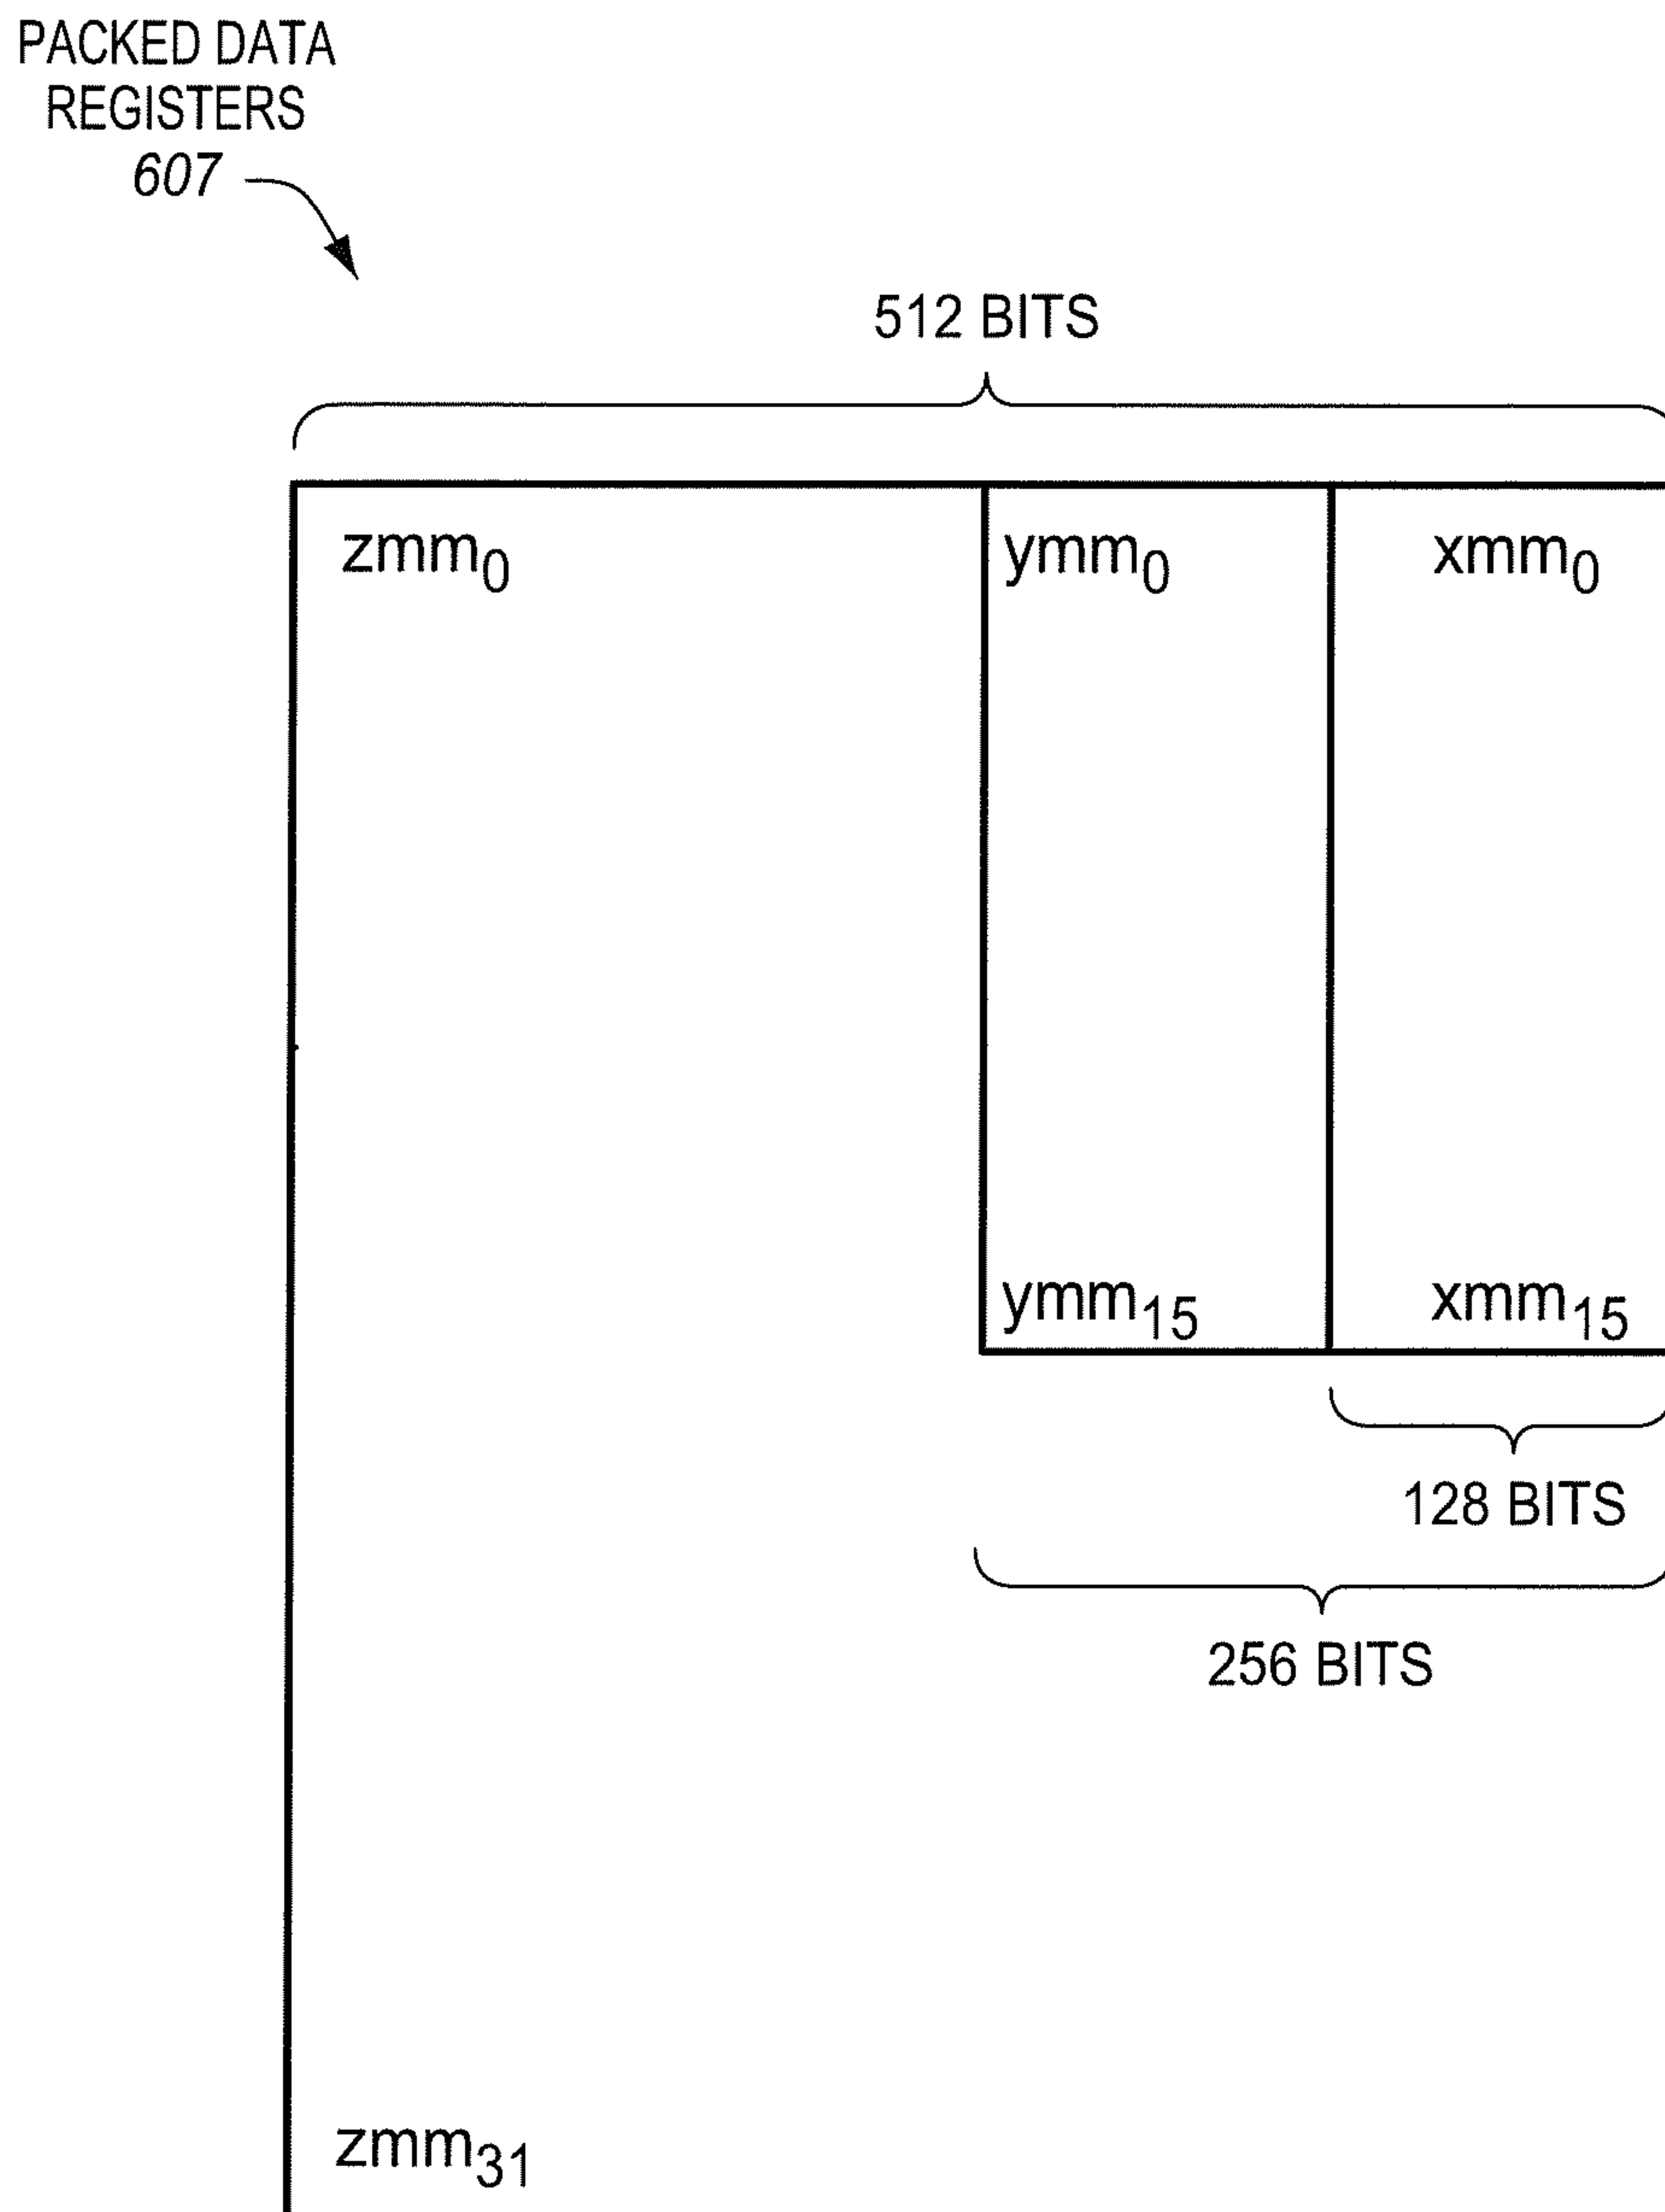 PACKED DATA
REGISTERS
607
512 BITS
zmm0 ymm0 xmm0
ymm15 xmm15
128 BITS
256 BITS
zmm31